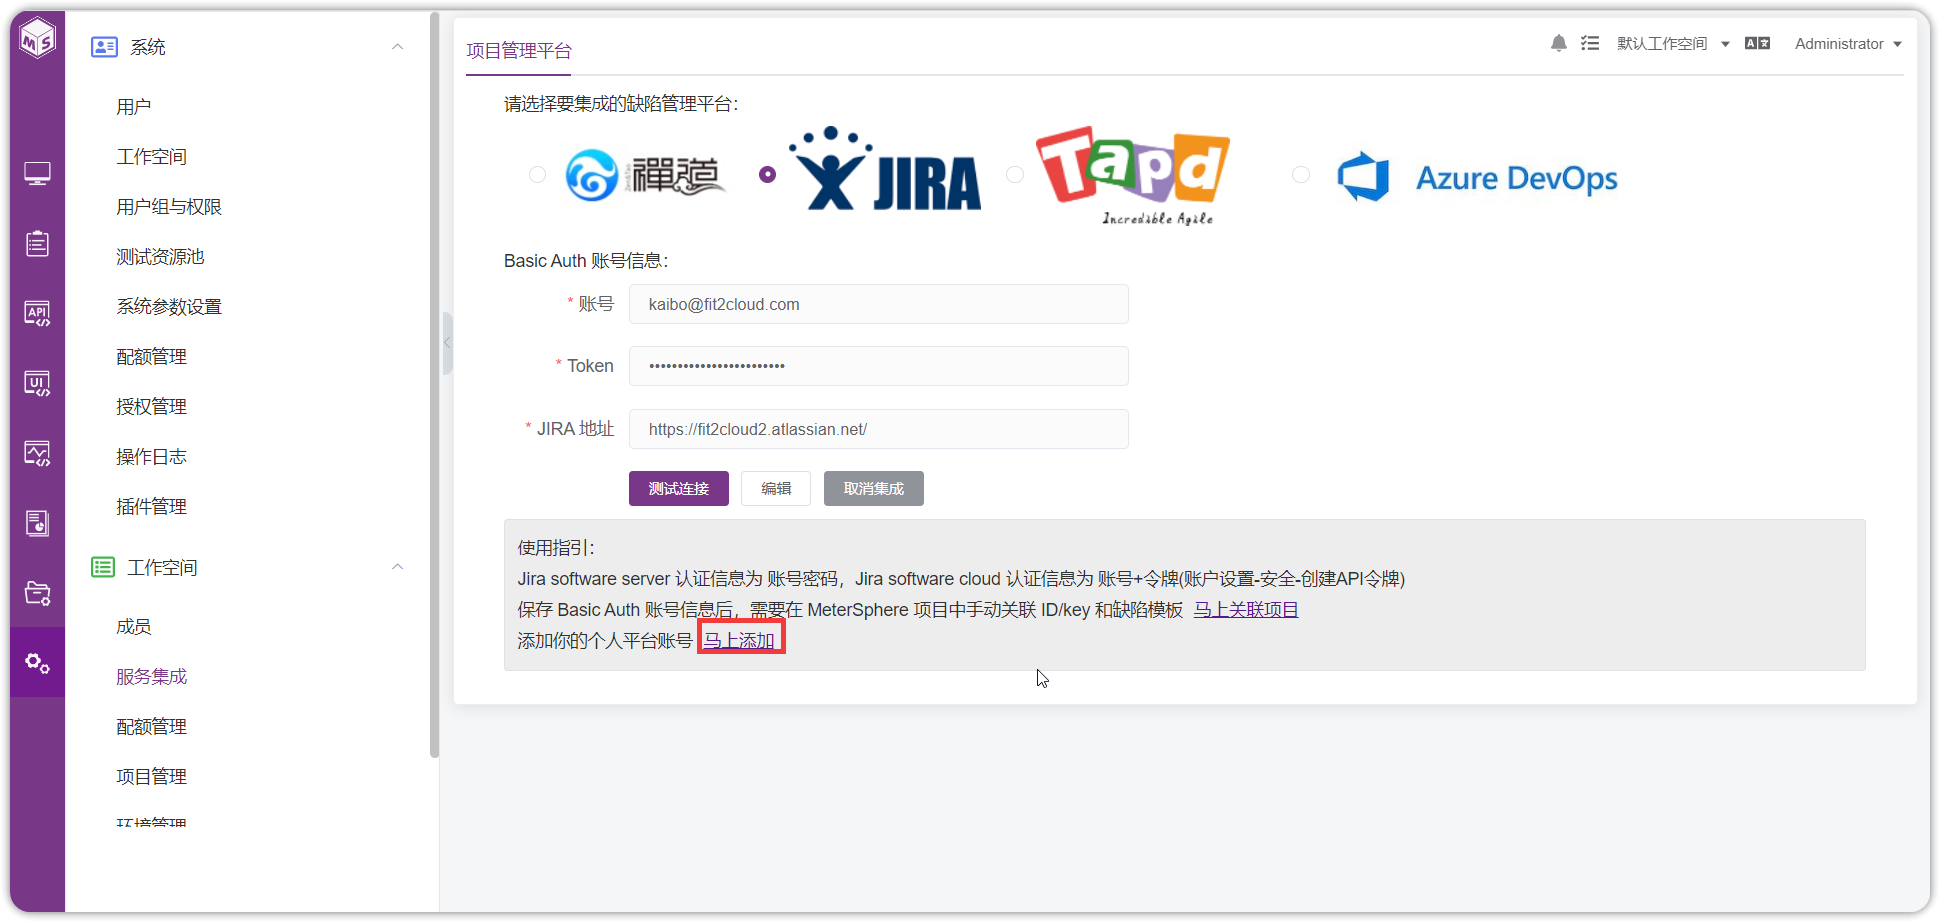 MS
API
UI
系统
用户
工作空间
用户组与权限
测试资源池
系统参数设置
配额管理
授权管理
操作日志
插件管理
工作空间
成员
服务集成
配额管理
项目管理
环境管理
项目管理平台
默认工作空间
Administrator
请选择要集成的缺陷管理平台：
禪道
JIRA
Tapd
Incredible Agile
Azure DevOps
Basic Auth 账号信息：
* 账号
kaibo@fit2cloud.com
* Token
••••••••••••••••••••••••
* JIRA 地址
https://fit2cloud2.atlassian.net/
测试连接 编辑 取消集成
使用指引：
Jira software server 认证信息为 账号密码，Jira software cloud 认证信息为 账号+令牌(账户设置-安全-创建API令牌)
保存 Basic Auth 账号信息后，需要在 MeterSphere 项目中手动关联 ID/key 和缺陷模板 马上关联项目
添加你的个人平台账号 马上添加